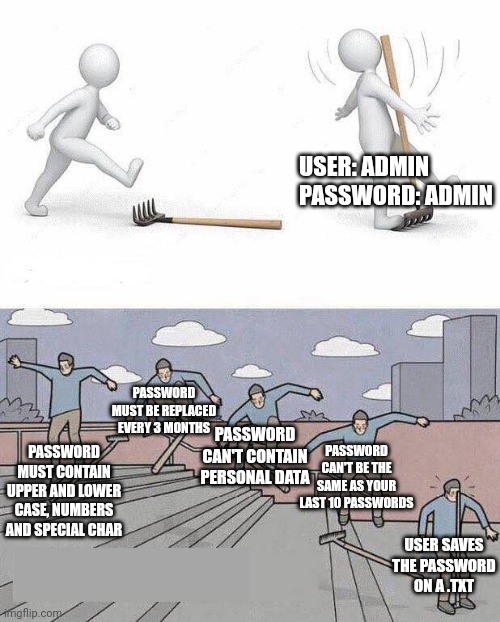 USER: ADMIN
PASSWORD: ADMIN
PASSWORD
MUST BE REPLACED
EVERY 3 MONTHS
PASSWORD
MUST CONTAIN
UPPER AND LOWER
CASE, NUMBERS
AND SPECIAL CHAR
PASSWORD
CAN'T CONTAIN
PERSONAL DATA
PASSWORD
CAN'T BE THE
SAME AS YOUR
LAST 10 PASSWORDS
USER SAVES
THE PASSWORD
ON A .TXT
imgflip.com